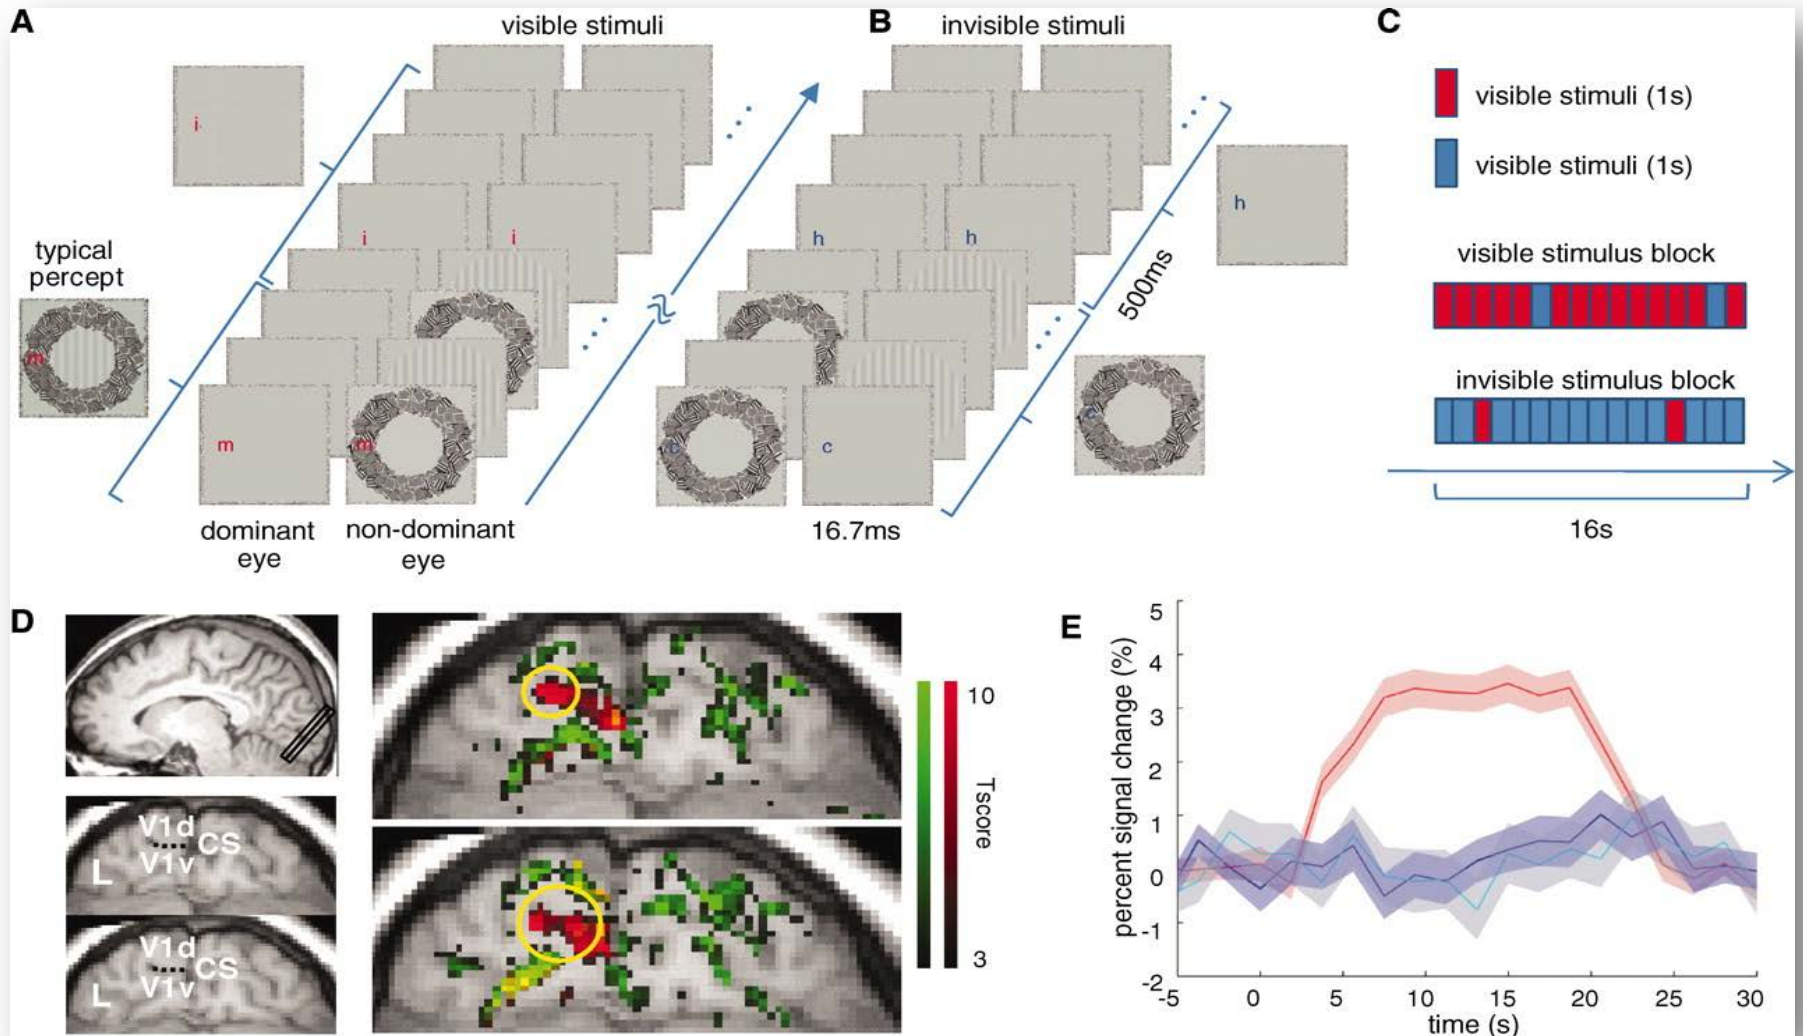 A
visible stimuli
i
typical
percept
m
i
i
m
m
dominant
eye
non-dominant
eye
B
invisible stimuli
h
h
h
c
c
c
500ms
16.7ms
C
visible stimuli (1s)
visible stimuli (1s)
visible stimulus block
invisible stimulus block
16s
D
V1d
CS
V1v
L
V1d
CS
V1v
L
10
Tscore
3
E
percent signal change (%)
5
4
3
2
1
0
-1
-2
-5
0
5
10
15
20
25
30
time (s)